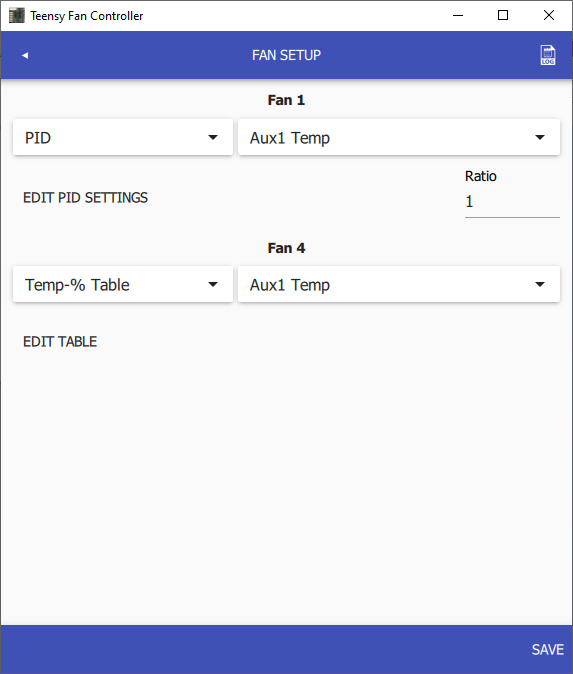 Teensy Fan Controller
FAN SETUP
LOG
Fan 1
PID
Aux1 Temp
Ratio
EDIT PID SETTINGS
1
Fan 4
Temp-% Table
Aux1 Temp
EDIT TABLE
SAVE